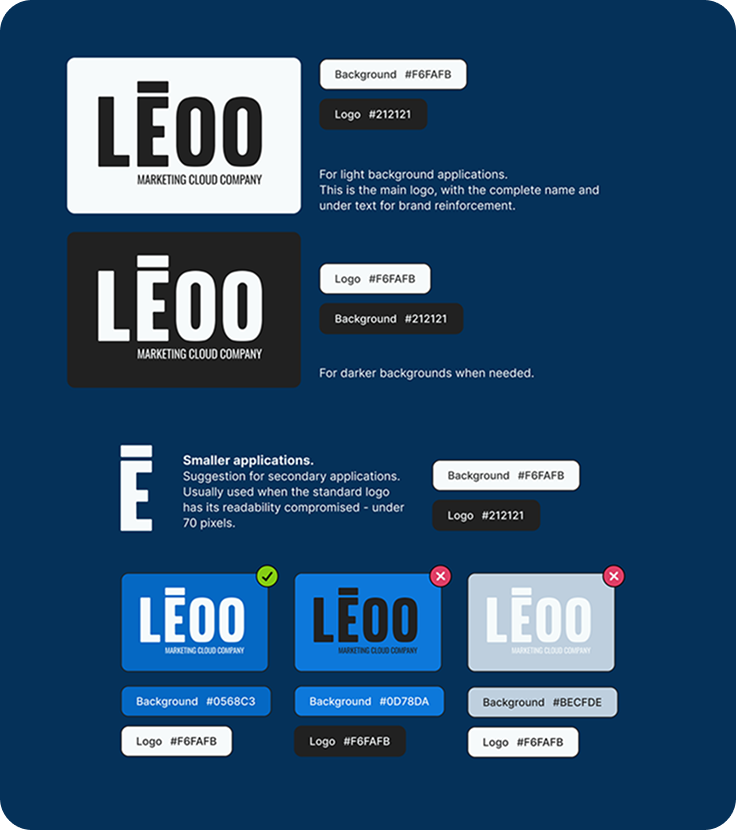 LĒOO
MARKETING CLOUD COMPANY
Background #F6FAFB
Logo #212121
For light background applications.
This is the main logo, with the complete name and
under text for brand reinforcement.
LĒOO
MARKETING CLOUD COMPANY
Logo #F6FAFB
Background #212121
For darker backgrounds when needed.
Ē
Smaller applications.
Suggestion for secondary applications.
Usually used when the standard logo
has its readability compromised - under
70 pixels.
Background #F6FAFB
Logo #212121
LĒOO
MARKETING CLOUD COMPANY
LĒOO
MARKETING CLOUD COMPANY
LĒOO
MARKETING CLOUD COMPANY
Background #0568C3
Background #0D78DA
Background #BECFDE
Logo #F6FAFB
Logo #F6FAFB
Logo #F6FAFB